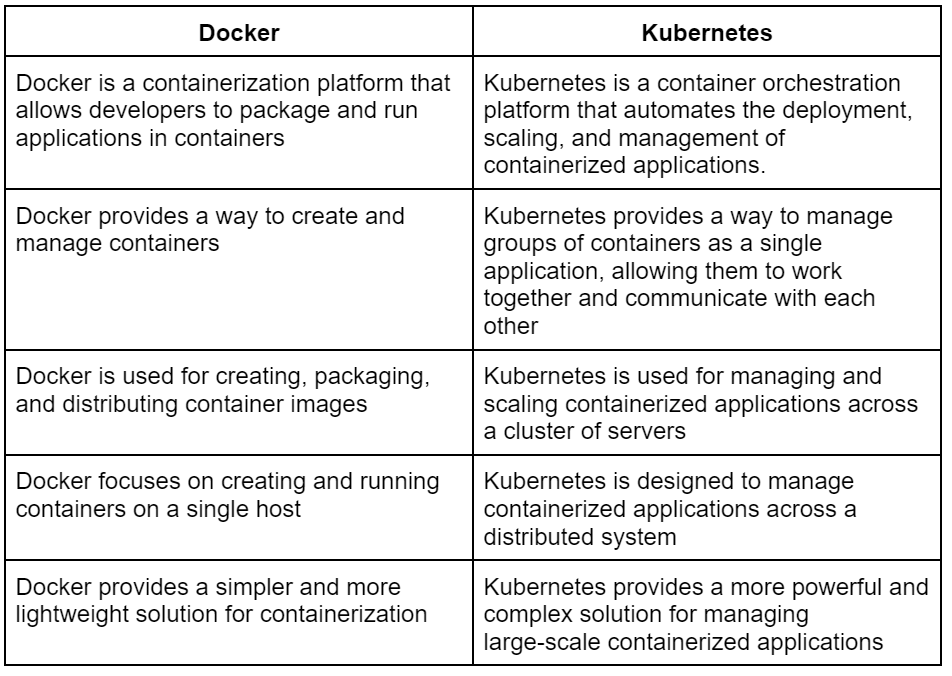 Docker
Kubernetes
Docker is a containerization platform that
allows developers to package and run
applications in containers
Kubernetes is a container orchestration
platform that automates the deployment,
scaling, and management of
containerized applications.
Docker provides a way to create and
manage containers
Kubernetes provides a way to manage
groups of containers as a single
application, allowing them to work
together and communicate with each
other
Docker is used for creating, packaging,
and distributing container images
Kubernetes is used for managing and
scaling containerized applications across
a cluster of servers
Docker focuses on creating and running
containers on a single host
Kubernetes is designed to manage
containerized applications across a
distributed system
Docker provides a simpler and more
lightweight solution for containerization
Kubernetes provides a more powerful and
complex solution for managing
large-scale containerized applications